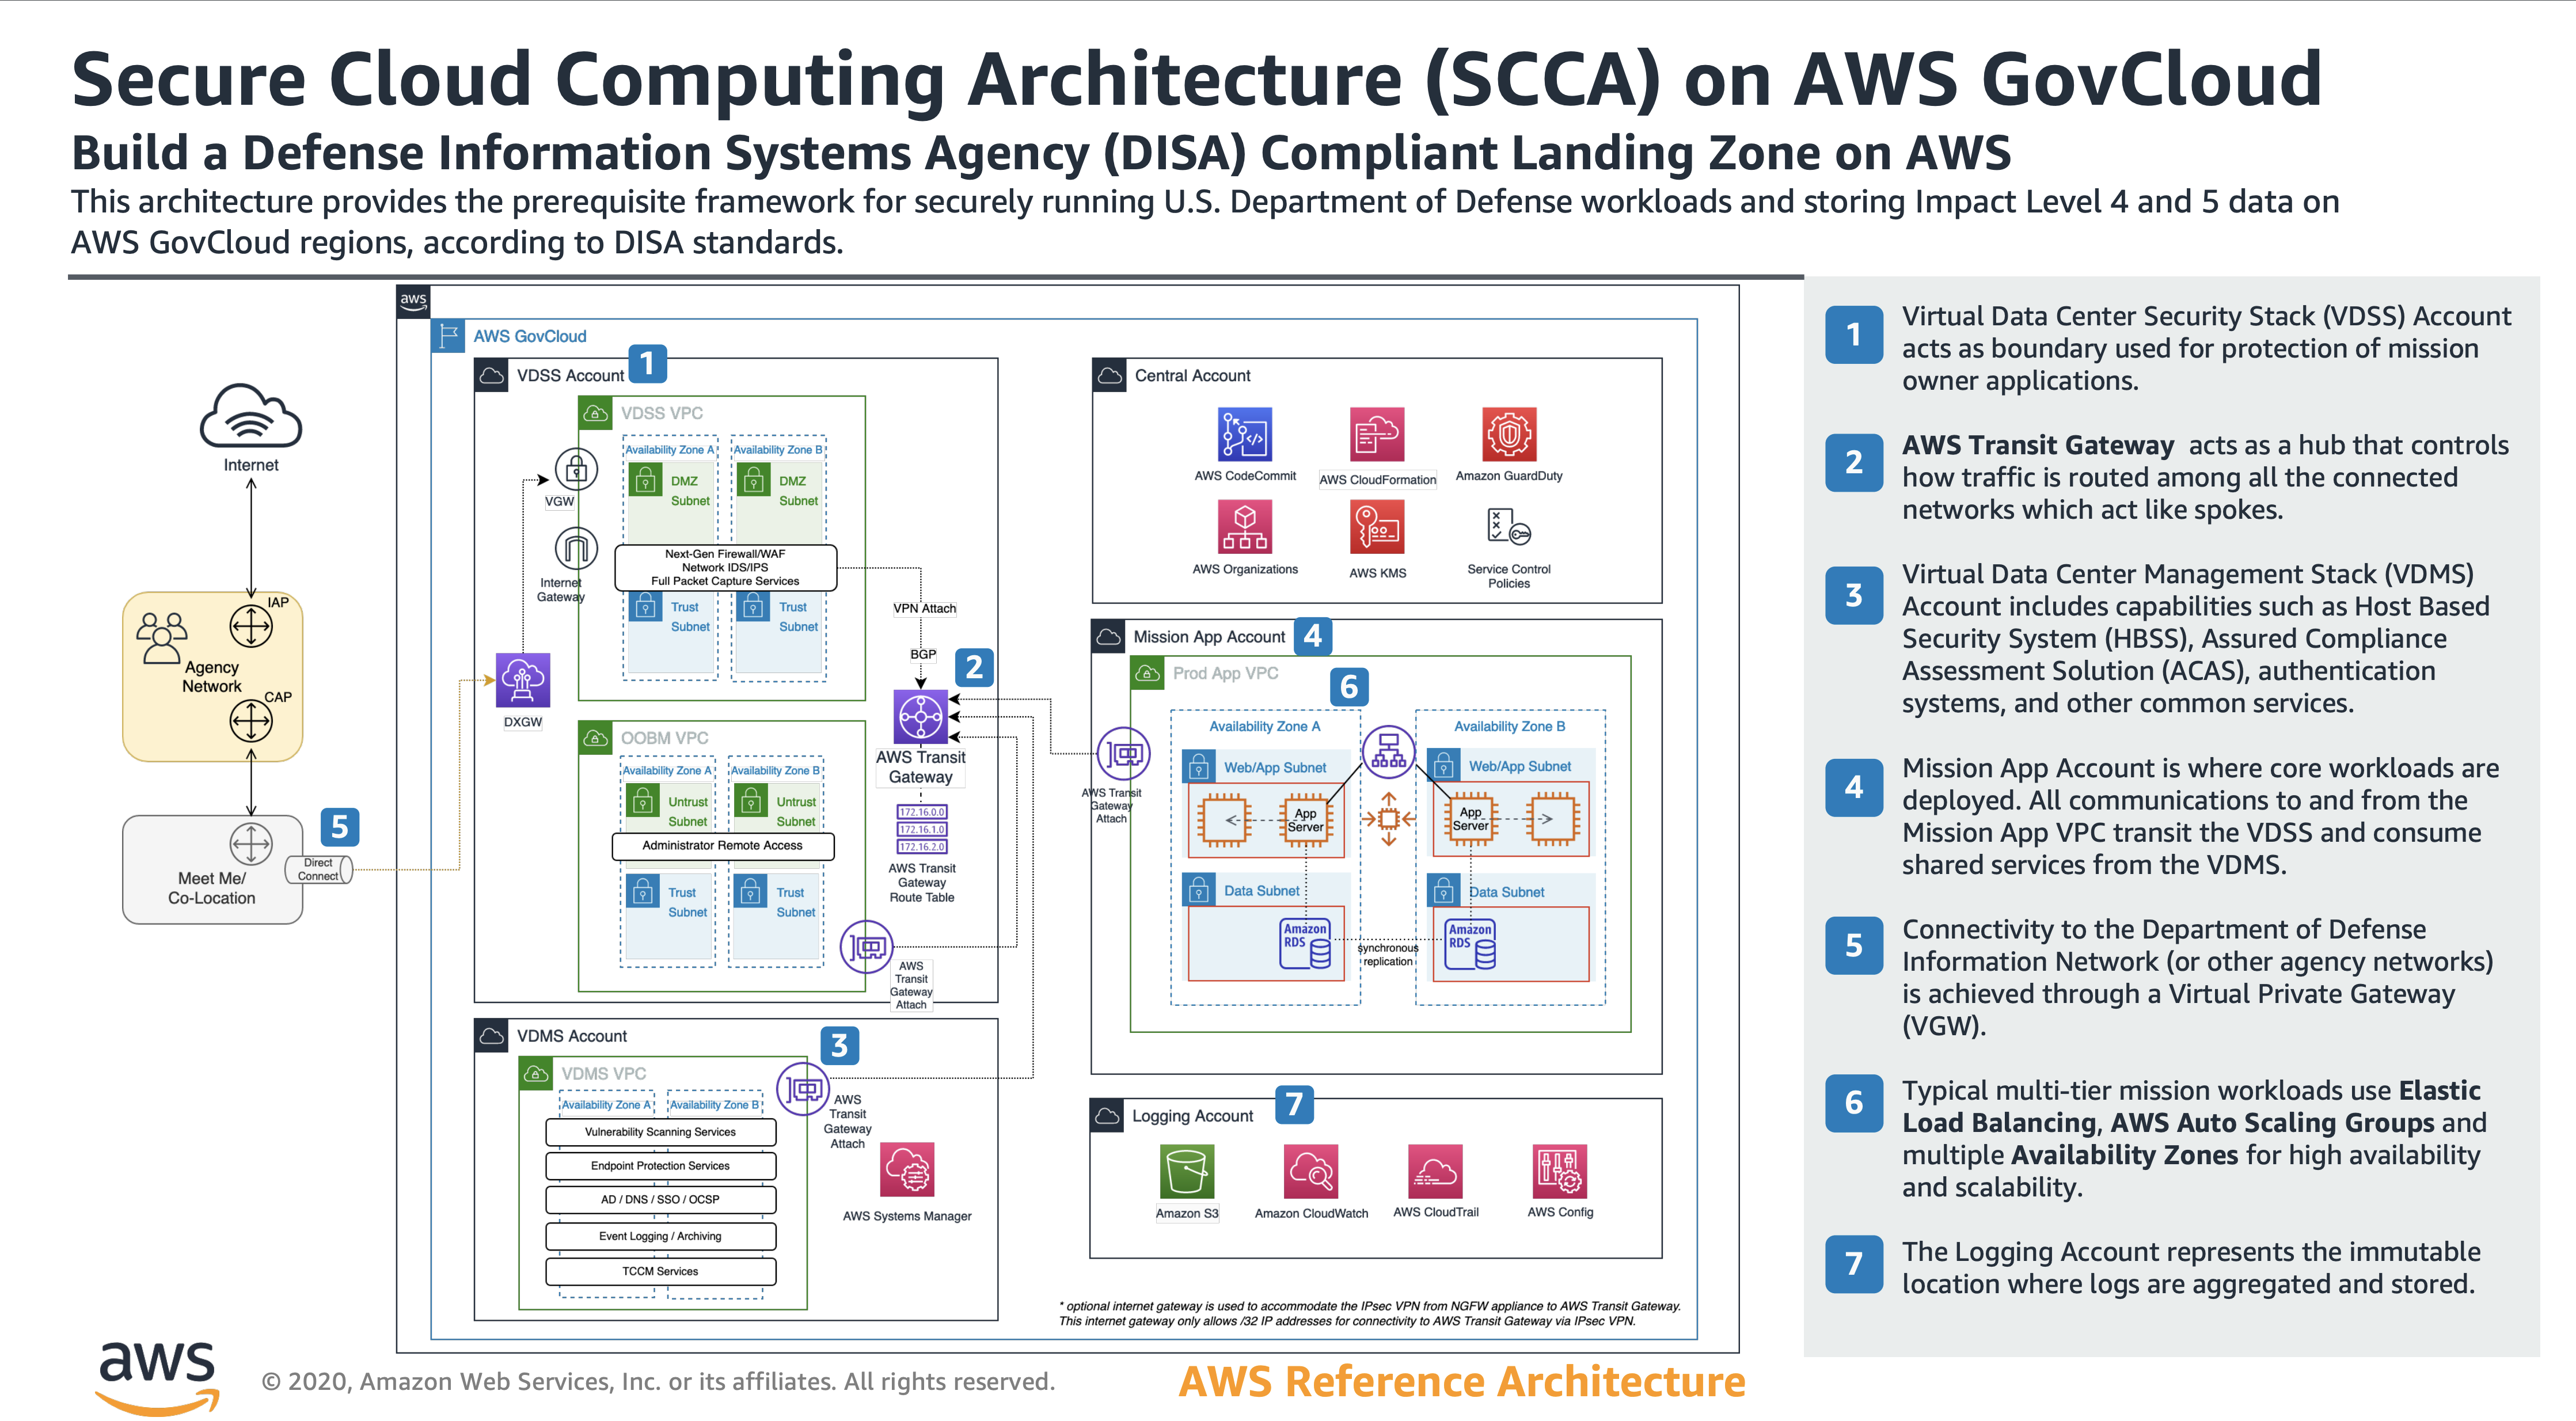 Secure Cloud Computing Architecture (SCCA) on AWS GovCloud
Build a Defense Information Systems Agency (DISA) Compliant Landing Zone on AWS
This architecture provides the prerequisite framework for securely running U.S. Department of Defense workloads and storing Impact Level 4 and 5 data on
AWS GovCloud regions, according to DISA standards.
Internet
IAP
Agency
Network
CAP
5
Meet Me/
Co-Location
Direct
Connect
aws
AWS GovCloud
VDSS Account
1
VDSS VPC
Availability Zone A
Availability Zone B
VGW
DMZ
Subnet
DMZ
Subnet
Internet
Gateway
Next-Gen Firewall/WAF
Network IDS/IPS
Full Packet Capture Services
Trust
Subnet
Trust
Subnet
DXGW
VPN Attach
BGP
2
AWS Transit
Gateway
172.16.0.0
172.16.1.0
172.16.2.0
AWS Transit
Gateway
Route Table
OOBM VPC
Availability Zone A
Availability Zone B
Untrust
Subnet
Untrust
Subnet
Administrator Remote Access
Trust
Subnet
Trust
Subnet
AWS
Transit
Gateway
Attach
VDMS Account
3
VDMS VPC
Availability Zone A
Availability Zone B
Vulnerability Scanning Services
Endpoint Protection Services
AD / DNS / SSO / OCSP
Event Logging / Archiving
TCCM Services
AWS
Transit
Gateway
Attach
AWS Systems Manager
Central Account
AWS CodeCommit
AWS CloudFormation
Amazon GuardDuty
AWS Organizations
AWS KMS
Service Control
Policies
Mission App Account
4
Prod App VPC
6
AWS Transit
Gateway
Attach
Availability Zone A
Availability Zone B
Web/App Subnet
Web/App Subnet
App
Server
App
Server
Data Subnet
Data Subnet
Amazon
RDS
Amazon
RDS
synchronous
replication
Logging Account
7
Amazon S3
Amazon CloudWatch
AWS CloudTrail
AWS Config
* optional internet gateway is used to accommodate the IPsec VPN from NGFW appliance to AWS Transit Gateway.
This internet gateway only allows /32 IP addresses for connectivity to AWS Transit Gateway via IPsec VPN.
1
Virtual Data Center Security Stack (VDSS) Account
acts as boundary used for protection of mission
owner applications.
2
AWS Transit Gateway acts as a hub that controls
how traffic is routed among all the connected
networks which act like spokes.
3
Virtual Data Center Management Stack (VDMS)
Account includes capabilities such as Host Based
Security System (HBSS), Assured Compliance
Assessment Solution (ACAS), authentication
systems, and other common services.
4
Mission App Account is where core workloads are
deployed. All communications to and from the
Mission App VPC transit the VDSS and consume
shared services from the VDMS.
5
Connectivity to the Department of Defense
Information Network (or other agency networks)
is achieved through a Virtual Private Gateway
(VGW).
6
Typical multi-tier mission workloads use Elastic
Load Balancing, AWS Auto Scaling Groups and
multiple Availability Zones for high availability
and scalability.
7
The Logging Account represents the immutable
location where logs are aggregated and stored.
aws
© 2020, Amazon Web Services, Inc. or its affiliates. All rights reserved.
AWS Reference Architecture